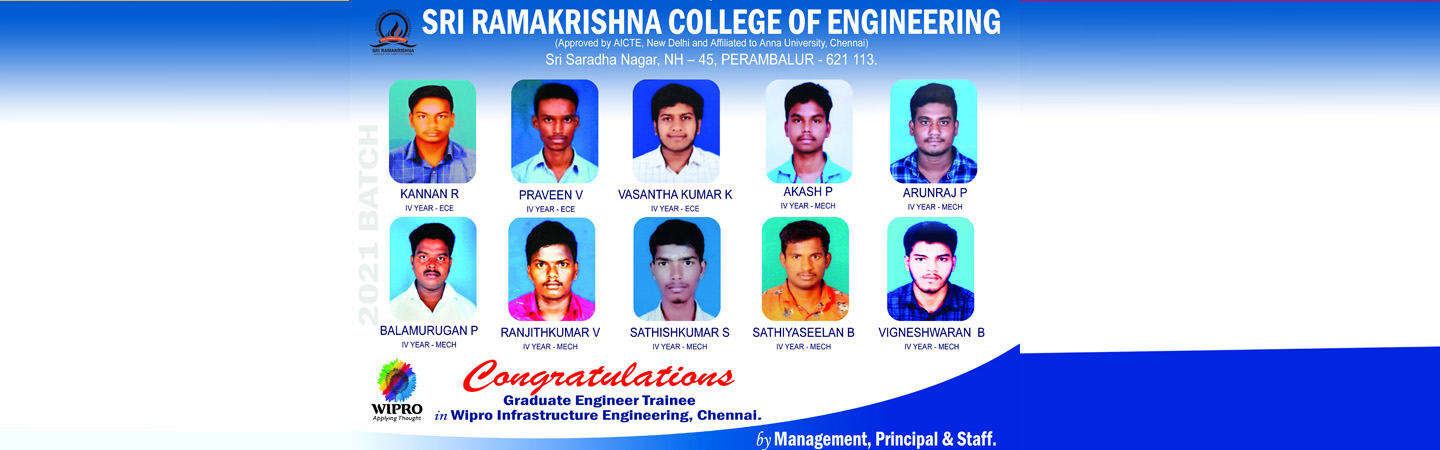 SRI RAMAKRISHNA COLLEGE OF ENGINEERING
(Approved by AICTE, New Delhi and Affiliated to Anna University, Chennai)
Sri Saradha Nagar, NH – 45, PERAMBALUR - 621 113.
SRI RAMAKRISHNA
2021 BATCH
KANNAN R
IV YEAR - ECE
PRAVEEN V
IV YEAR - ECE
VASANTHA KUMAR K
IV YEAR - ECE
AKASH P
IV YEAR - MECH
ARUNRAJ P
IV YEAR - MECH
BALAMURUGAN P
IV YEAR - MECH
RANJITHKUMAR V
IV YEAR - MECH
SATHISHKUMAR S
IV YEAR - MECH
SATHIYASEELAN B
IV YEAR - MECH
VIGNESHWARAN B
IV YEAR - MECH
WIPRO
Applying Thought
Congratulations
Graduate Engineer Trainee
in Wipro Infrastructure Engineering, Chennai.
by Management, Principal & Staff.